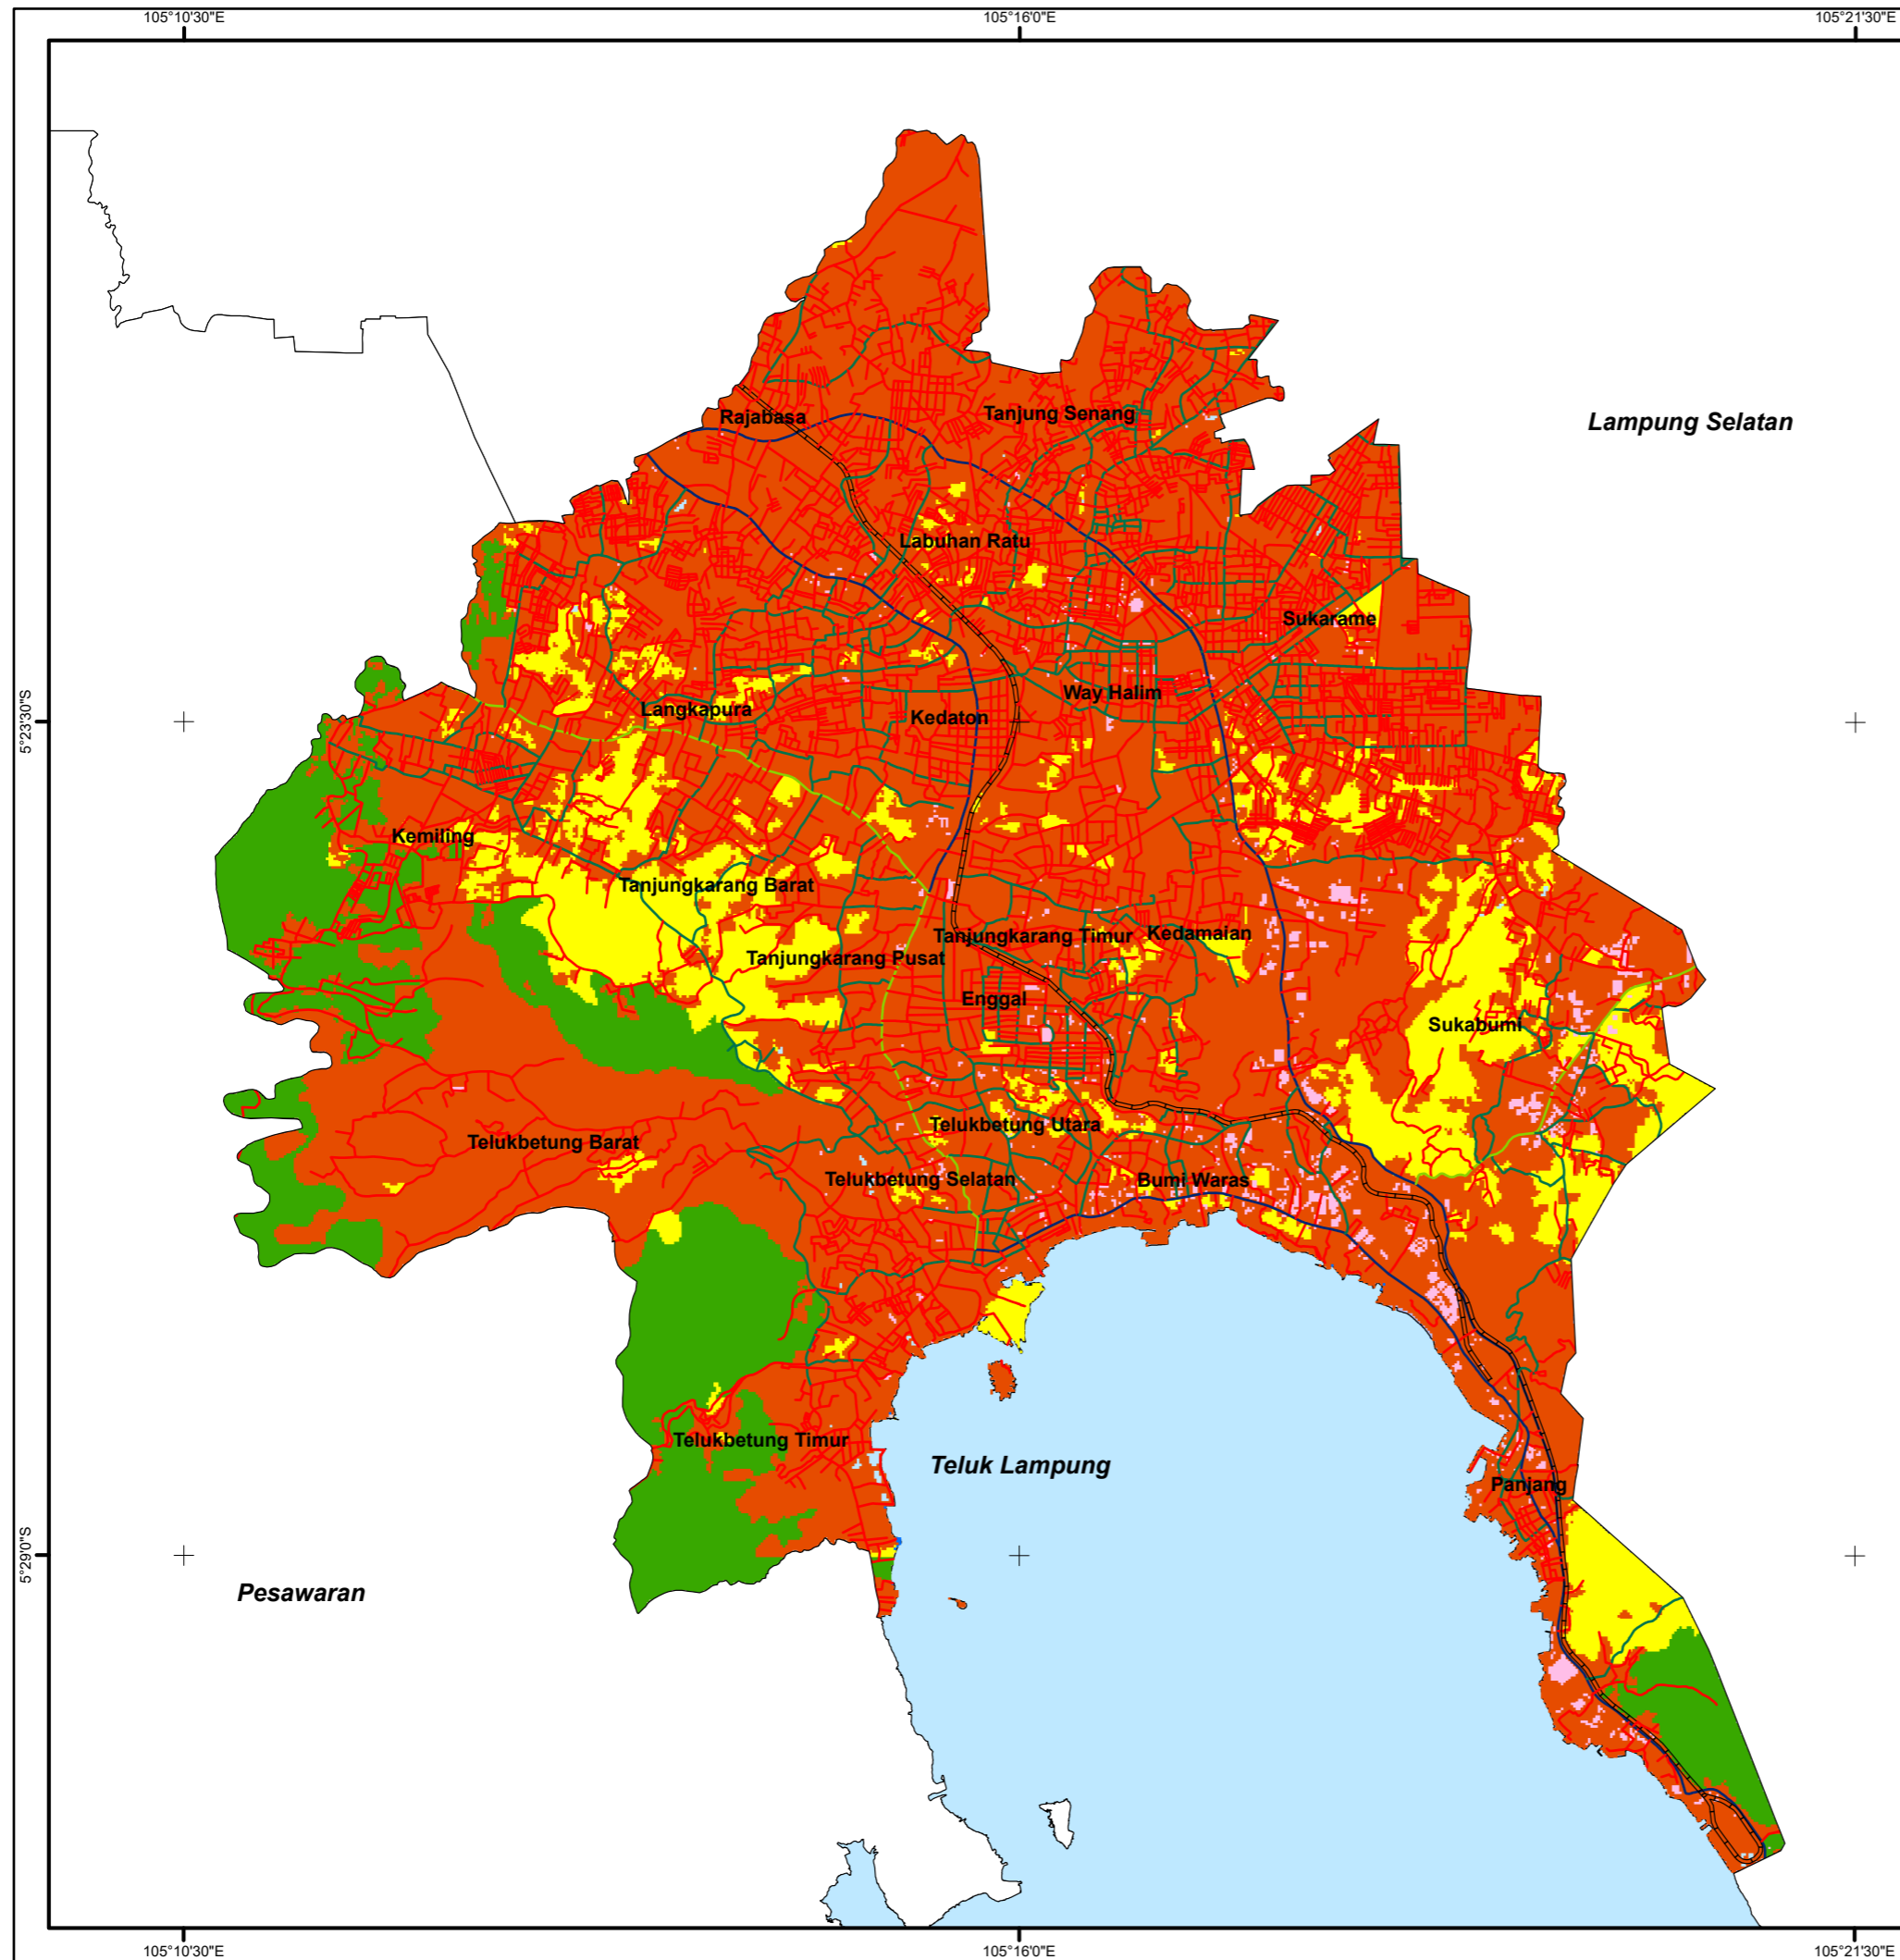 105°10'30"E
105°16'0"E
105°21'30"E
Rajabasa
Tanjung Senang
Lampung Selatan
Labuhan Ratu
Sukarame
Way Halim
Langkapura
Kedaton
5°23'30"S
Kemiling
Tanjungkarang Barat
Tanjungkarang Timur
Kedamaian
Tanjungkarang Pusat
Enggal
Sukabumi
Telukbetung Utara
Telukbetung Barat
Telukbetung Selatan
Bumi Waras
Telukbetung Timur
Teluk Lampung
Panjang
5°29'0"S
Pesawaran
105°10'30"E
105°16'0"E
105°21'30"E